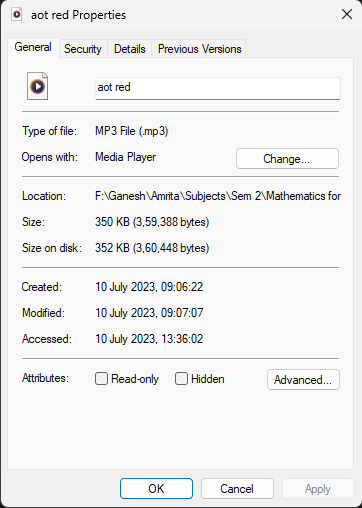 aot red Properties
General Security Details Previous Versions
aot red
Type of file: MP3 File (.mp3)
Opens with: Media Player Change...
Location: F:\Ganesh\Amrita\Subjects\Sem 2\Mathematics for
Size: 350 KB (3,59,388 bytes)
Size on disk: 352 KB (3,60,448 bytes)
Created: 10 July 2023, 09:06:22
Modified: 10 July 2023, 09:07:07
Accessed: 10 July 2023, 13:36:02
Attributes: Read-only Hidden Advanced...
OK Cancel Apply